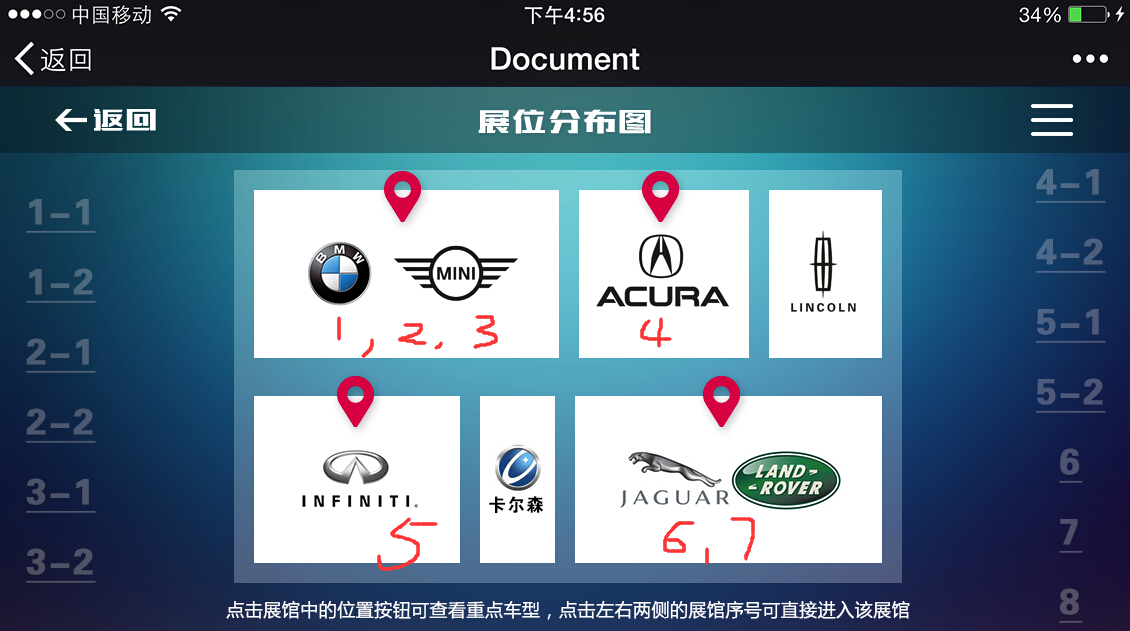 中国移动 下午4:56 34%
返回 Document
返回 展位分布图
1-1
1-2
2-1
2-2
3-1
3-2
BMW MINI
1, 2. 3
ACURA
4
LINCOLN
INFINITI.
5
卡尔森
JAGUAR LAND-ROVER
6,7
4-1
4-2
5-1
5-2
6
7
8
点击展馆中的位置按钮可查看重点车型，点击左右两侧的展馆序号可直接进入该展馆